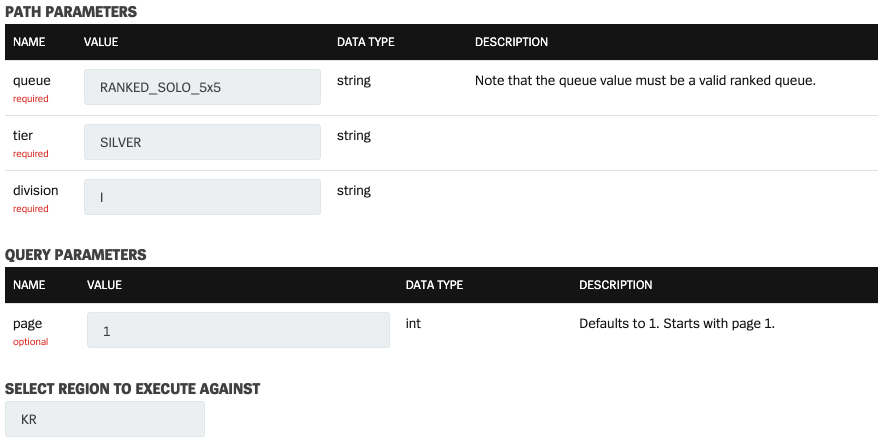 PATH PARAMETERS
NAME VALUE DATA TYPE DESCRIPTION
queue RANKED_SOLO_5x5 string Note that the queue value must be a valid ranked queue.
required
tier SILVER string
required
division I string
required
QUERY PARAMETERS
NAME VALUE DATA TYPE DESCRIPTION
page 1 int Defaults to 1. Starts with page 1.
optional
SELECT REGION TO EXECUTE AGAINST
KR